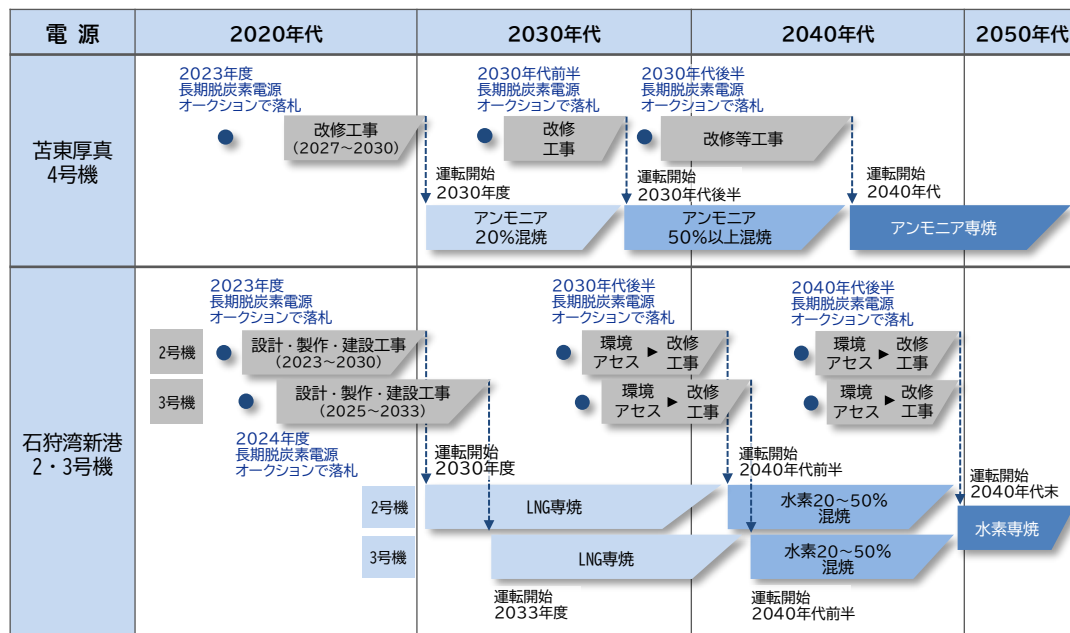 電 源
2020年代
2030年代
2040年代
2050年代
苫東厚真
4号機
2023年度
長期脱炭素電源
オークションで落札
2030年代前半
長期脱炭素電源
オークションで落札
2030年代後半
長期脱炭素電源
オークションで落札
改修工事
(2027~2030)
改修
工事
改修等工事
運転開始
2030年度
運転開始
2030年代後半
運転開始
2040年代
アンモニア
20%混焼
アンモニア
50%以上混焼
アンモニア専焼
石狩湾新港
2・3号機
2023年度
長期脱炭素電源
オークションで落札
2030年代後半
長期脱炭素電源
オークションで落札
2040年代後半
長期脱炭素電源
オークションで落札
2号機
設計・製作・建設工事
(2023~2030)
環境
アセス
▶
改修
工事
環境
アセス
▶
改修
工事
3号機
設計・製作・建設工事
(2025~2033)
環境
アセス
▶
改修
工事
環境
アセス
▶
改修
工事
2024年度
長期脱炭素電源
オークションで落札
運転開始
2030年度
運転開始
2040年代前半
運転開始
2040年代末
2号機
LNG専焼
水素20~50%
混焼
水素専焼
3号機
LNG専焼
水素20~50%
混焼
運転開始
2033年度
運転開始
2040年代前半